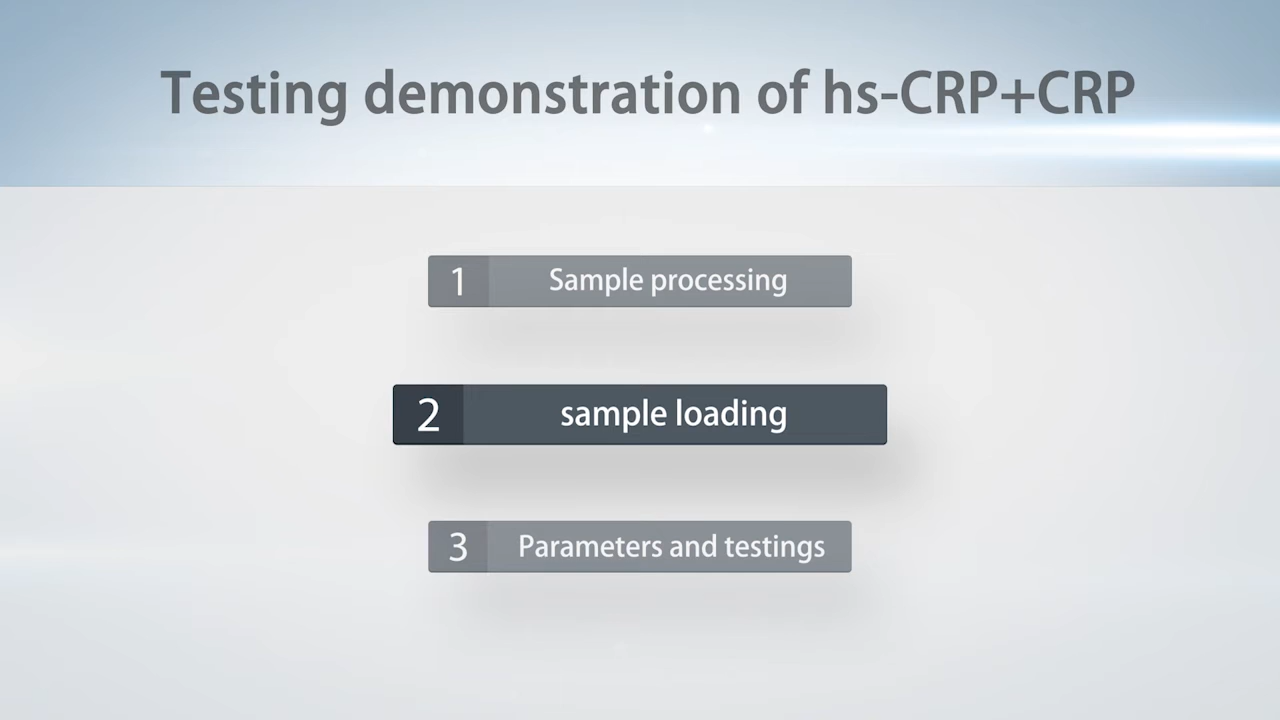 Testing demonstration of hs-CRP+CRP
1 Sample processing
2 sample loading
3 Parameters and testings